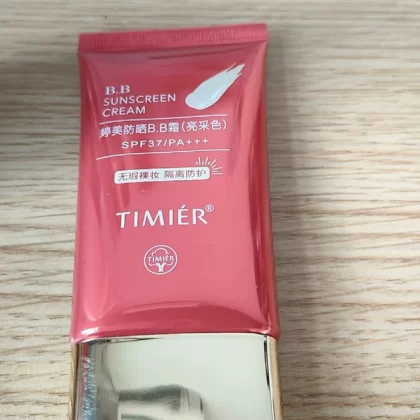 B.B
SUNSCREEN
CREAM
婷美防晒B.B霜(亮采色)
SPF37/PA+++
无瑕裸妆 隔离防护
TIMIÉR®
TIMIÉR